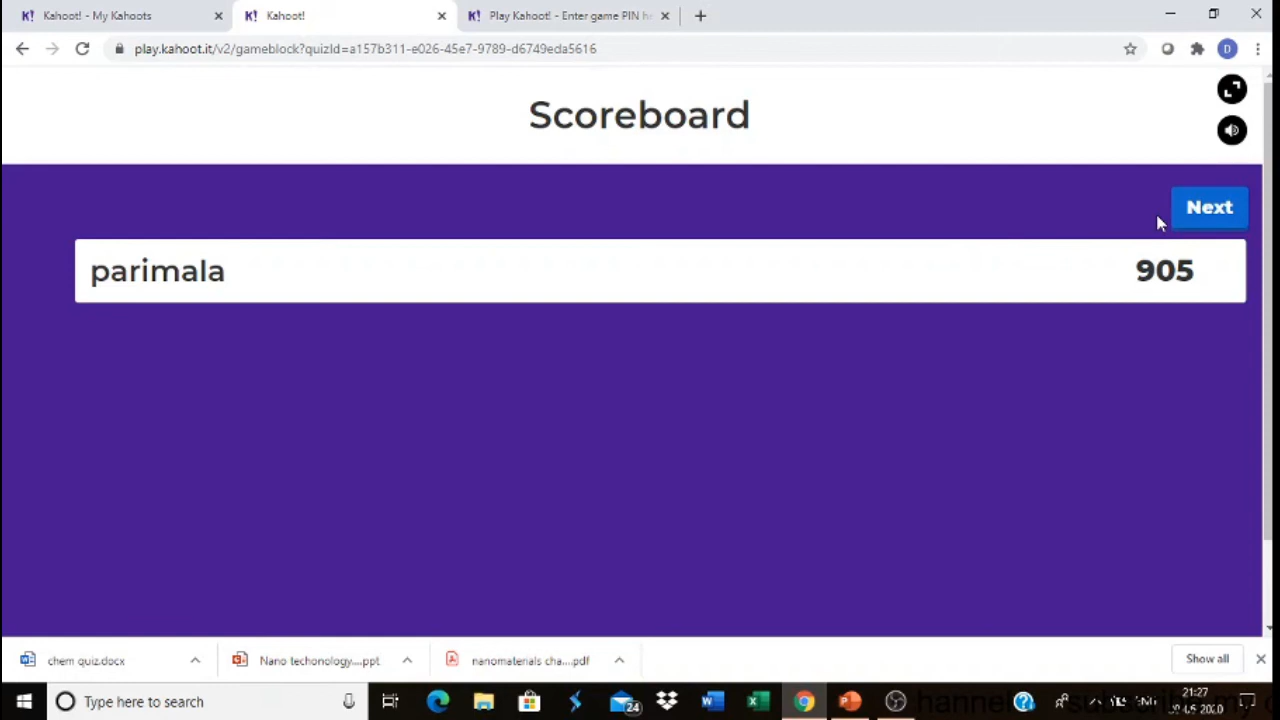 Kahoot! - My Kahoots
Kahoot!
Play Kahoot! - Enter game PIN
play.kahoot.it/v2/gameblock?quizId=a157b311-e026-45e7-9789-d6749eda5616
D
Scoreboard
Next
parimala 905
chem quiz.docx
Nano techonology....ppt
nanomaterials cha....pdf
Show all
Type here to search
24
21:27